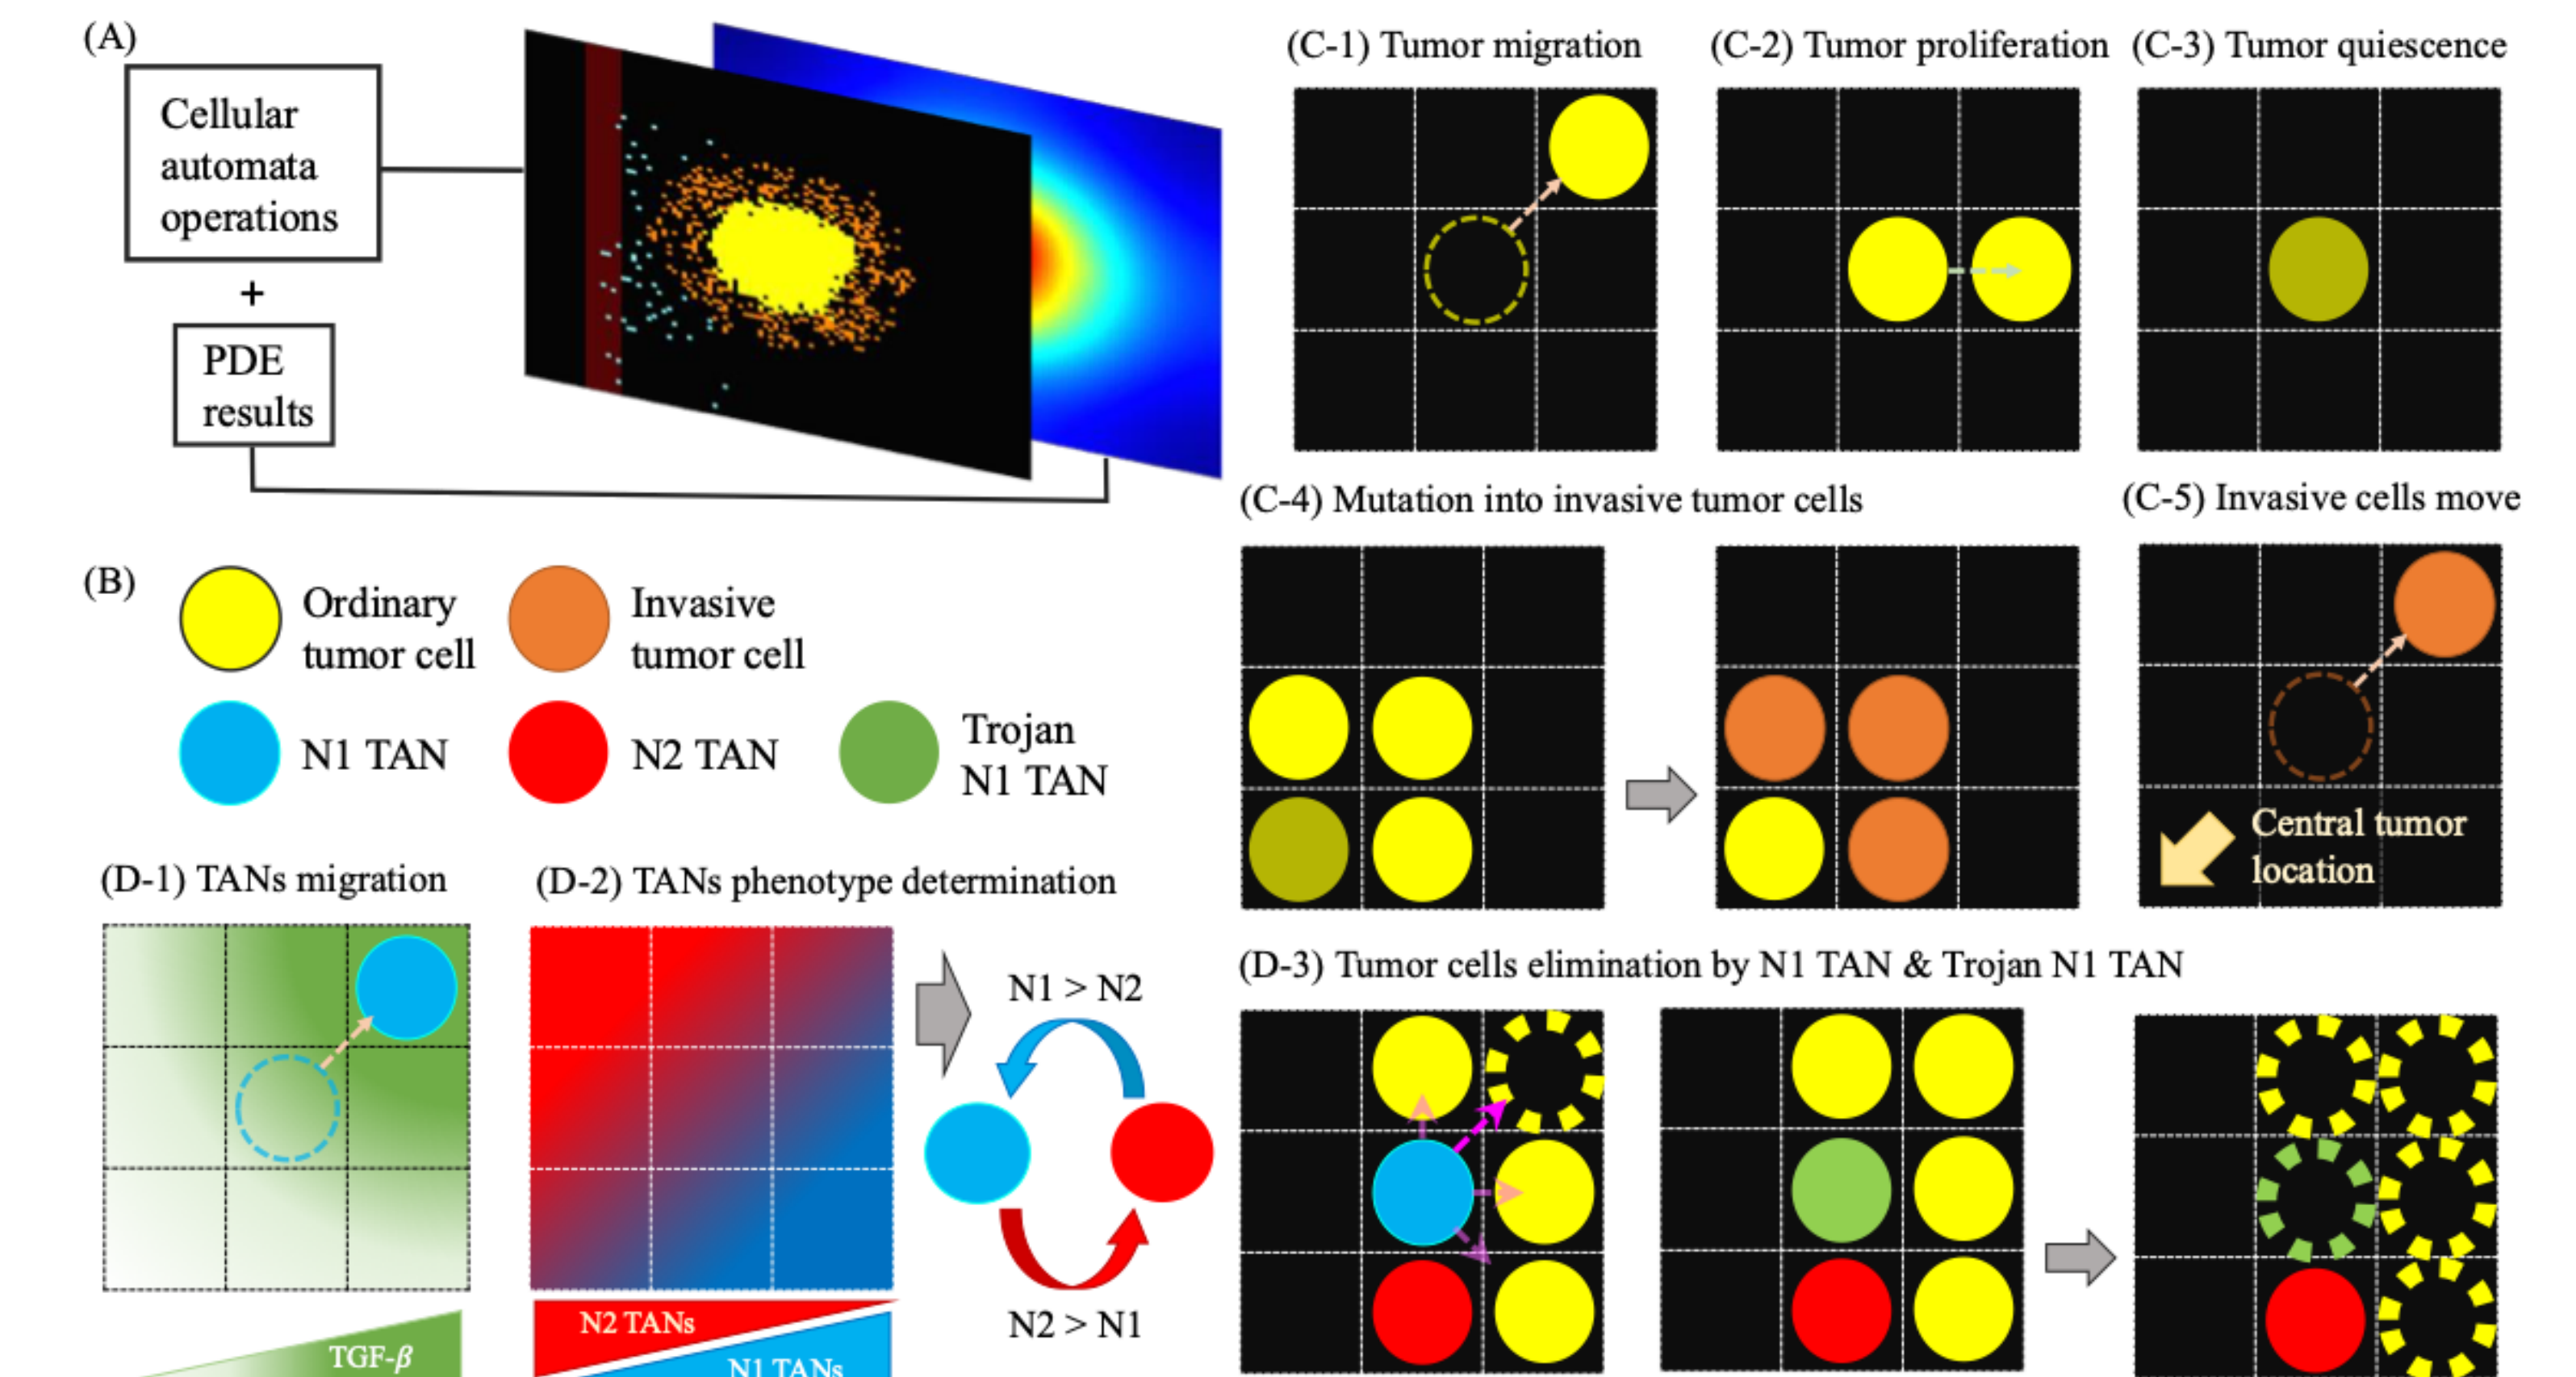 (A)
Cellular
automata
operations
+
PDE
results
(B)
Ordinary
tumor cell
Invasive
tumor cell
N1 TAN
N2 TAN
Trojan
N1 TAN
(C-1) Tumor migration
(C-2) Tumor proliferation
(C-3) Tumor quiescence
(C-4) Mutation into invasive tumor cells
(C-5) Invasive cells move
Central tumor
location
(D-1) TANs migration
TGF-β
(D-2) TANs phenotype determination
N1 > N2
N2 > N1
N2 TANs
N1 TANs
(D-3) Tumor cells elimination by N1 TAN & Trojan N1 TAN